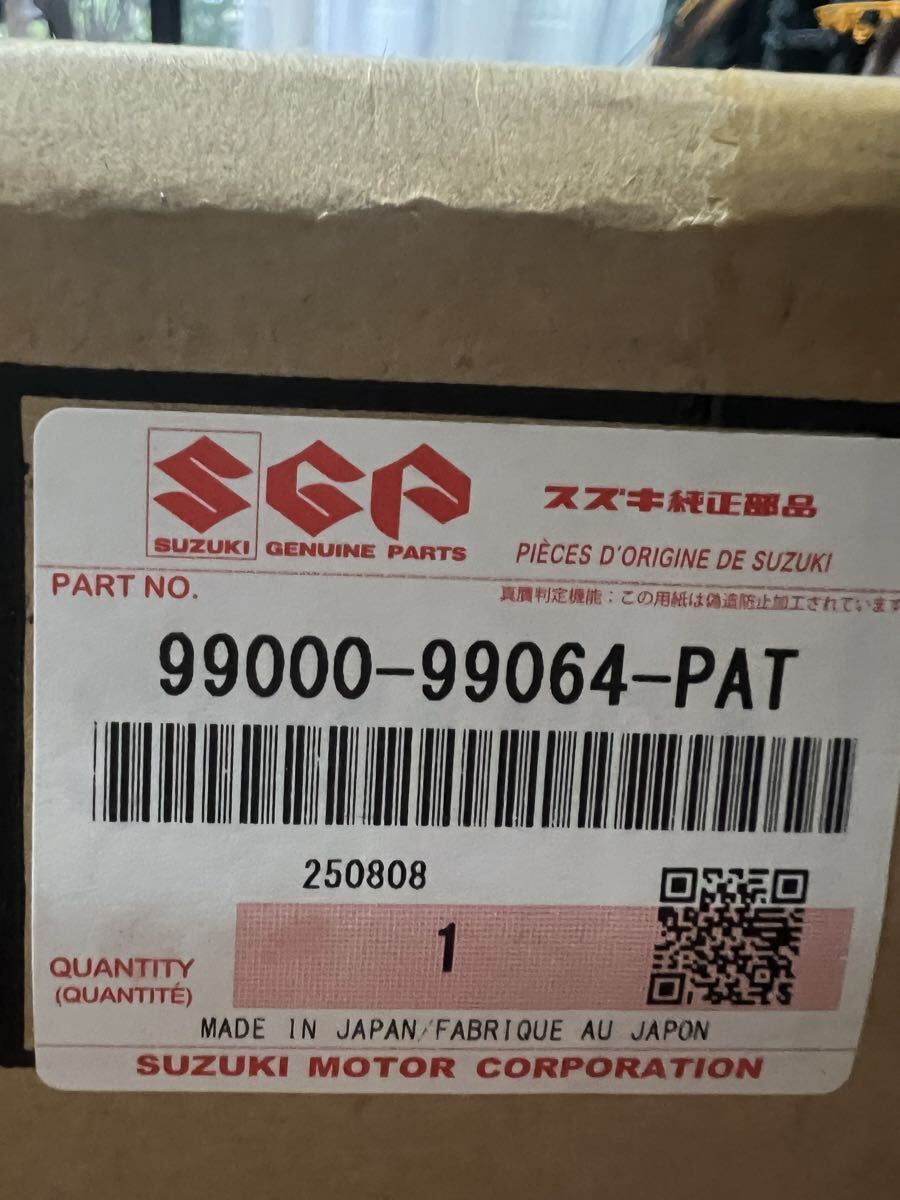 SGP
スズキ純正部品
SUZUKI GENUINE PARTS
PIÈCES D'ORIGINE DE SUZUKI
PART NO.
真贋判定機能：この用紙は偽造防止加工されています
99000-99064-PAT
250808
1
QUANTITY
(QUANTITÉ)
MADE IN JAPAN/FABRIQUE AU JAPON
SUZUKI MOTOR CORPORATION